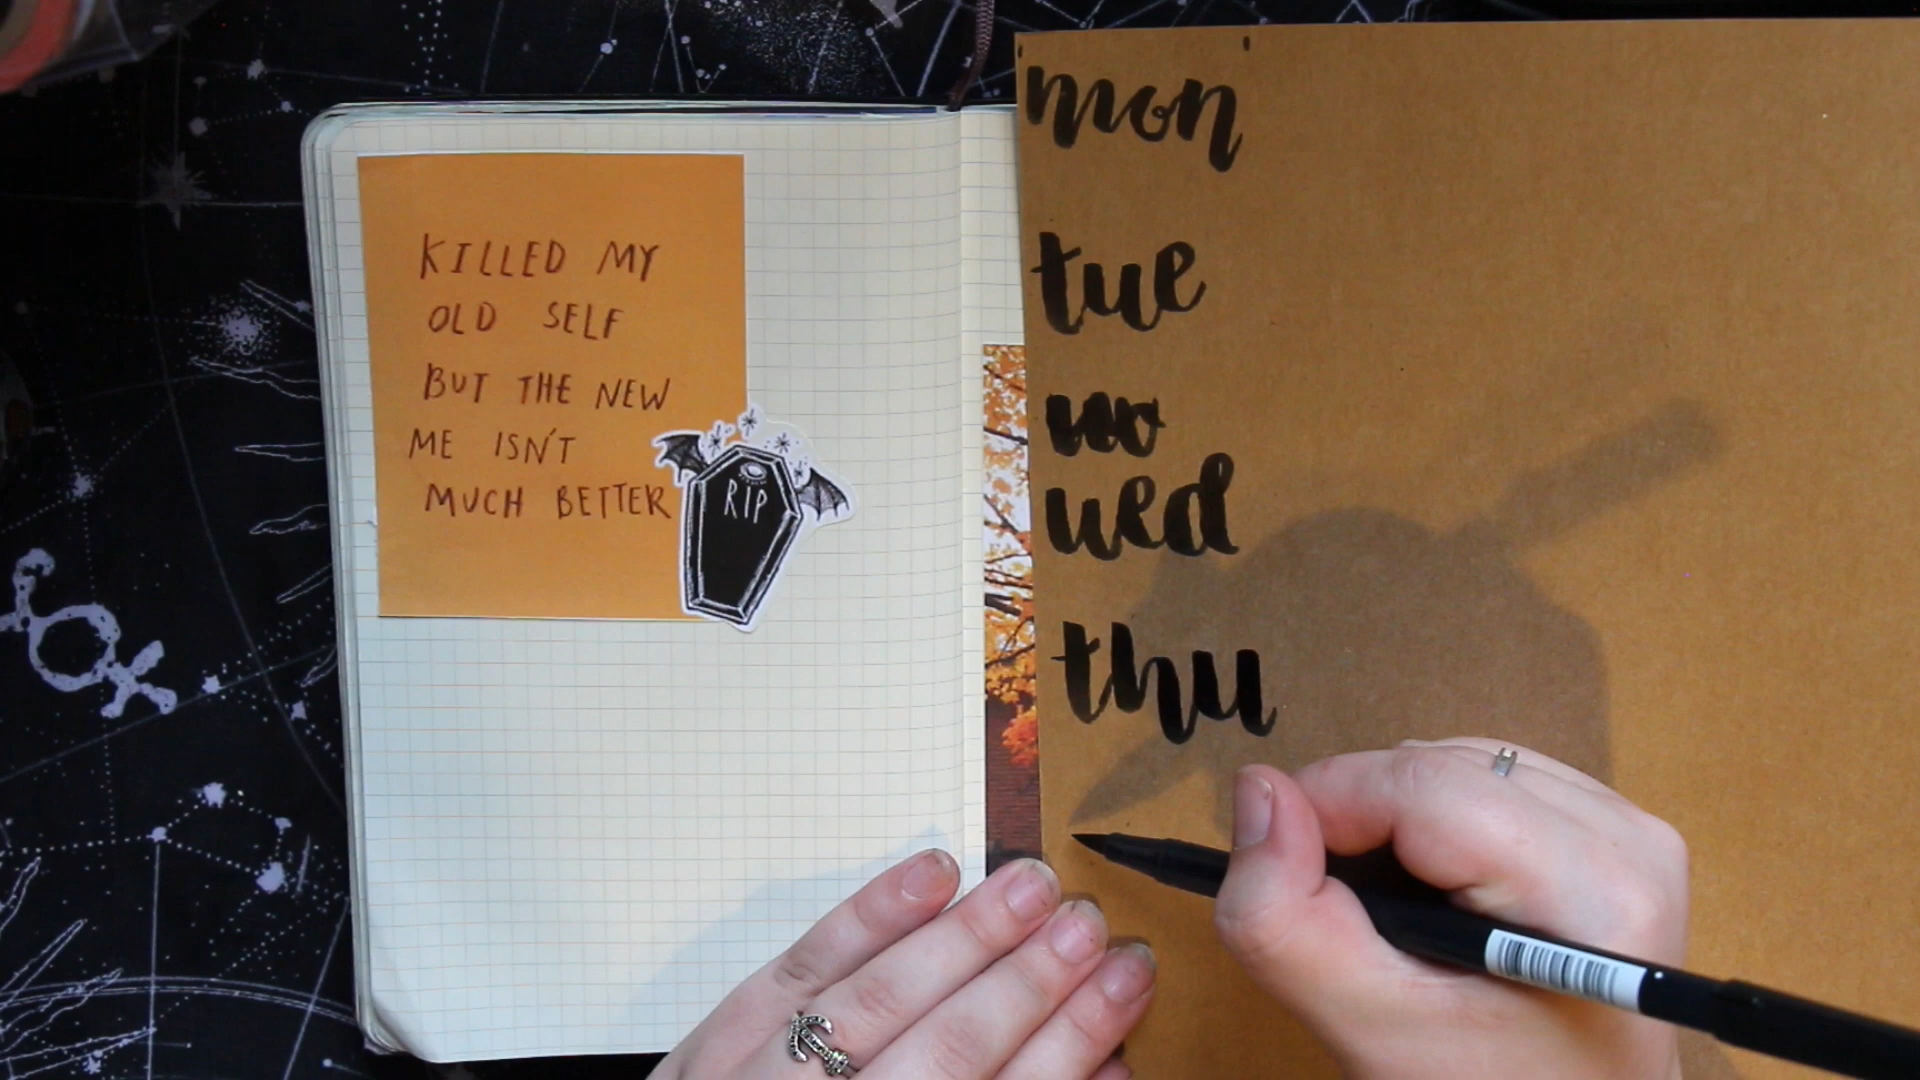 KILLED MY
OLD SELF
BUT THE NEW
ME ISN'T
MUCH BETTER
RIP
mon
tue
wo
wed
thu